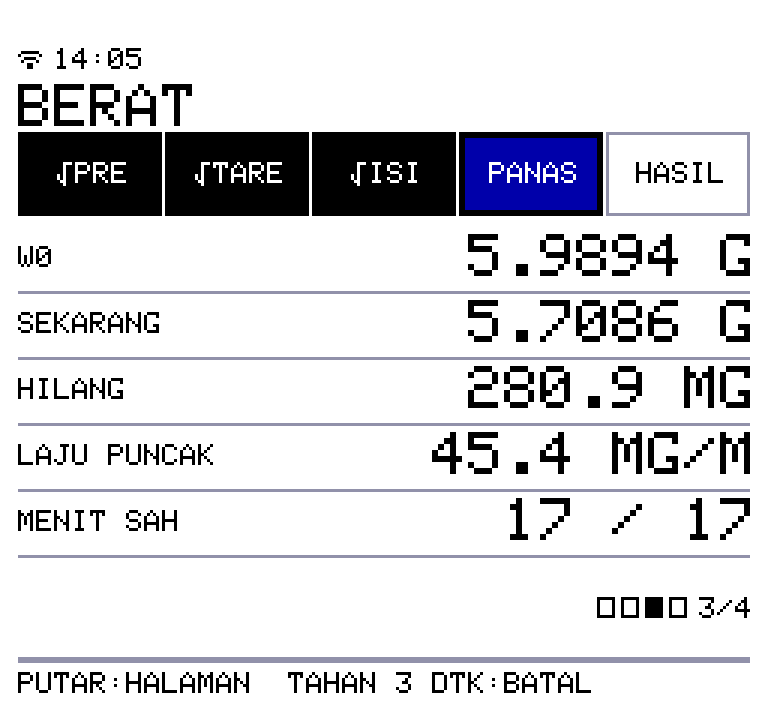 14:05
BERAT
√PRE √TARE √ISI PANAS HASIL
W0 5.9894 G
SEKARANG 5.7086 G
HILANG 280.9 MG
LAJU PUNCAK 45.4 MG/M
MENIT SAH 17 / 17
3/4
PUTAR:HALAMAN TAHAN 3 DTK:BATAL